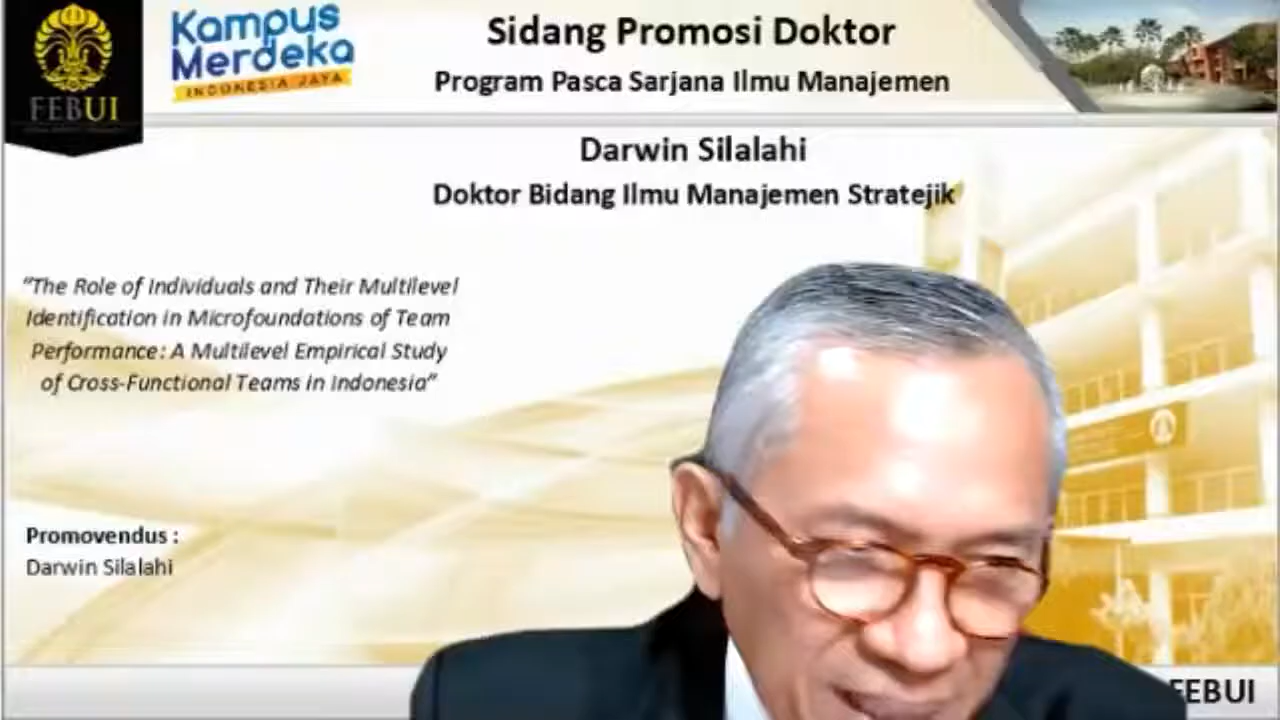 FEBUI
Kampus
Merdeka
INDONESIA JAYA
Sidang Promosi Doktor
Program Pasca Sarjana Ilmu Manajemen
Darwin Silalahi
Doktor Bidang Ilmu Manajemen Stratejik
“The Role of Individuals and Their Multilevel
Identification in Microfoundations of Team
Performance: A Multilevel Empirical Study
of Cross-Functional Teams in Indonesia”
Promovendus :
Darwin Silalahi
FEBUI